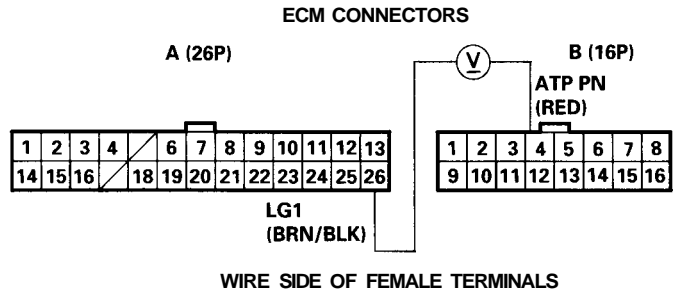 ECM CONNECTORS
A (26P)
B (16P)
V
ATP PN
(RED)
1 2 3 4 6 7 8 9 10 11 12 13
14 15 16 18 19 20 21 22 23 24 25 26
1 2 3 4 5 6 7 8
9 10 11 12 13 14 15 16
LG1
(BRN/BLK)
WIRE SIDE OF FEMALE TERMINALS